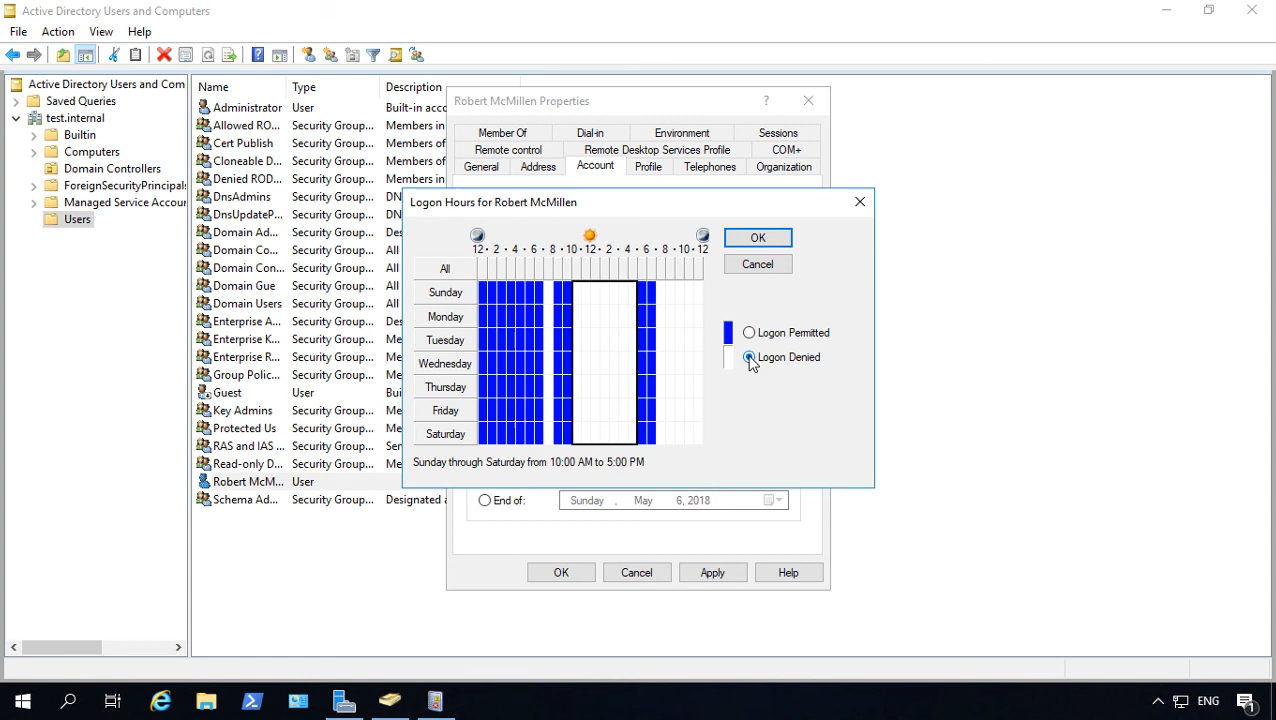 Active Directory Users and Computers
File Action View Help
Active Directory Users and Com
Saved Queries
test.internal
Builtin
Computers
Domain Controllers
ForeignSecurityPrincipals
Managed Service Accour
Users
Name Type Description
Administrator User Built-in acco
Allowed RO... Security Group... Members in
Cert Publish Security Group... Members of
Cloneable D... Security Group... Members of
Denied ROD... Security Group... Members in
DnsAdmins Security Group... DN
DnsUpdateP... Security Group... DN
Domain Ad... Security Group... De
Domain Co... Security Group... All
Domain Con... Security Group... All
Domain Gue Security Group... All
Domain Users Security Group... All
Enterprise A... Security Group... Des
Enterprise K... Security Group... Me
Enterprise R... Security Group... Me
Group Polic... Security Group... Me
Guest User Bui
Key Admins Security Group... Me
Protected Us Security Group... Me
RAS and IAS ... Security Group... Ser
Read-only D... Security Group... Me
Robert McM... User
Schema Ad... Security Group... Designated a
Robert McMillen Properties ?
Member Of Dial-in Environment Sessions
Remote control Remote Desktop Services Profile COM+
General Address Account Profile Telephones Organization
Logon Hours for Robert McMillen
12 • 2 • 4 • 6 • 8 • 10 • 12 • 2 • 4 • 6 • 8 • 10 • 12
All
Sunday
Monday
Tuesday
Wednesday
Thursday
Friday
Saturday
OK
Cancel
Logon Permitted
Logon Denied
Sunday through Saturday from 10:00 AM to 5:00 PM
End of: Sunday , May 6, 2018
OK Cancel Apply Help
ENG
1